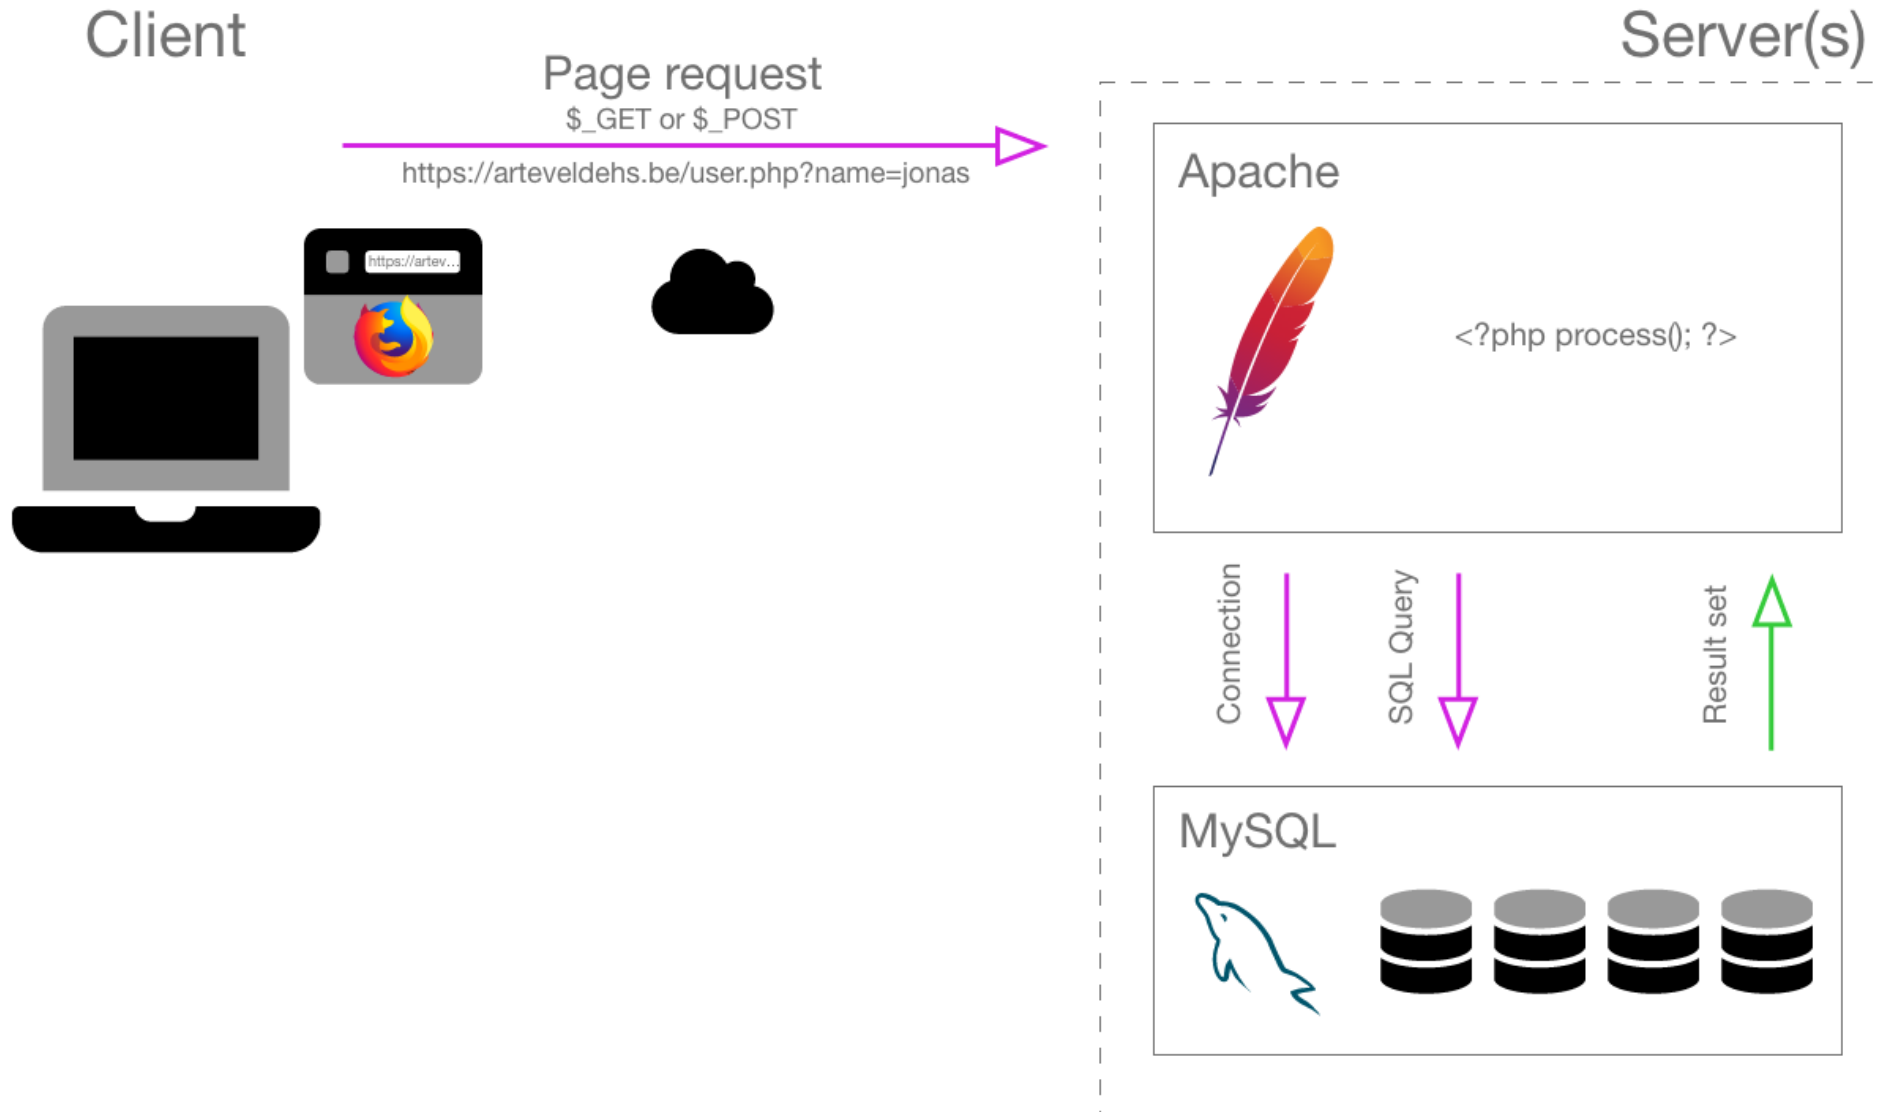 Client
Server(s)
Page request
$_GET or $_POST
https://arteveldehs.be/user.php?name=jonas
https://artev...
Apache
<?php process(); ?>
Connection
SQL Query
Result set
MySQL